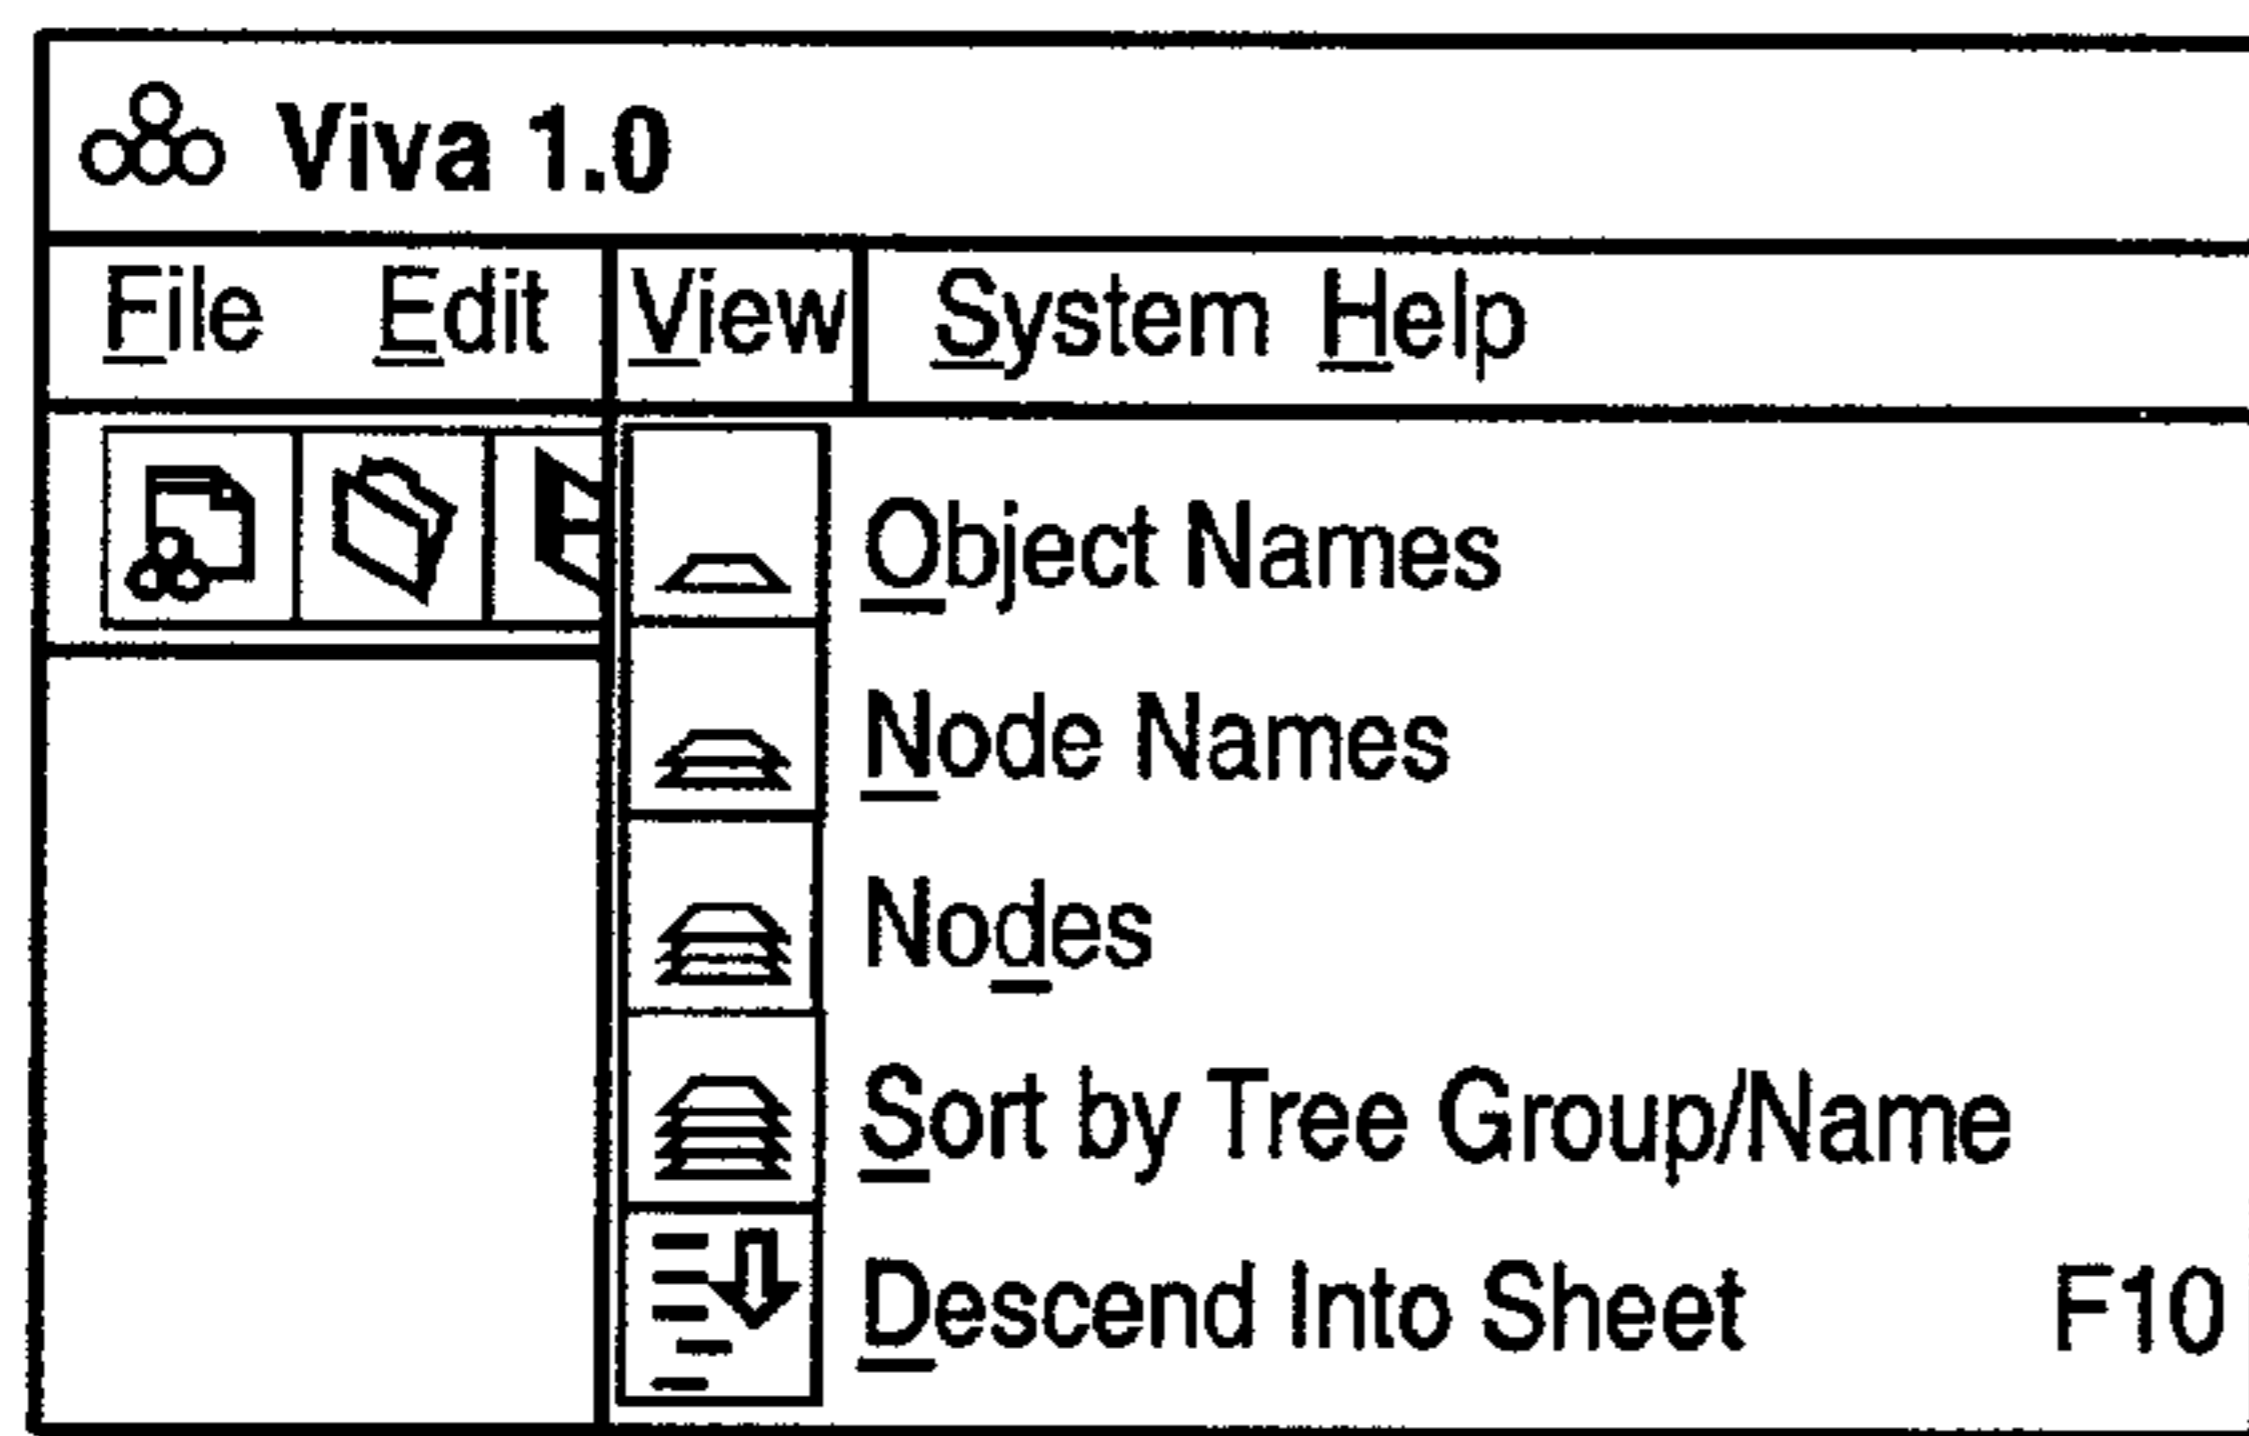 Viva 1.0
File Edit View System Help
Object Names
Node Names
Nodes
Sort by Tree Group/Name
Descend Into Sheet F10